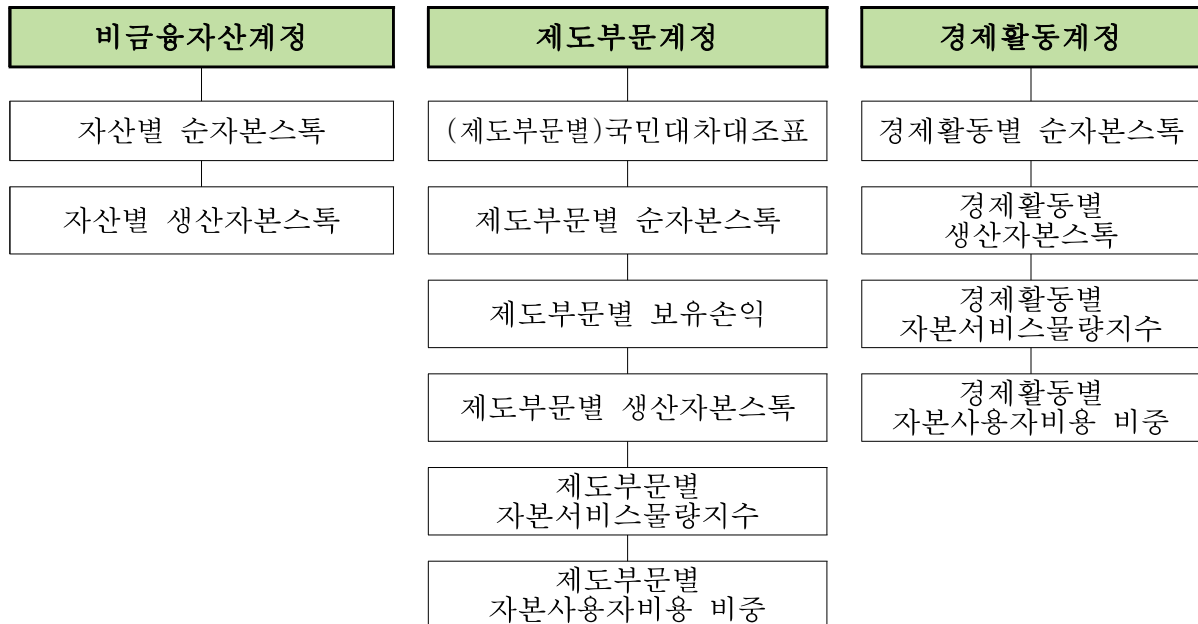 비금융자산계정
자산별 순자본스톡
자산별 생산자본스톡
제도부문계정
(제도부문별)국민대차대조표
제도부문별 순자본스톡
제도부문별 보유손익
제도부문별 생산자본스톡
제도부문별
자본서비스물량지수
제도부문별
자본사용자비용 비중
경제활동계정
경제활동별 순자본스톡
경제활동별
생산자본스톡
경제활동별
자본서비스물량지수
경제활동별
자본사용자비용 비중